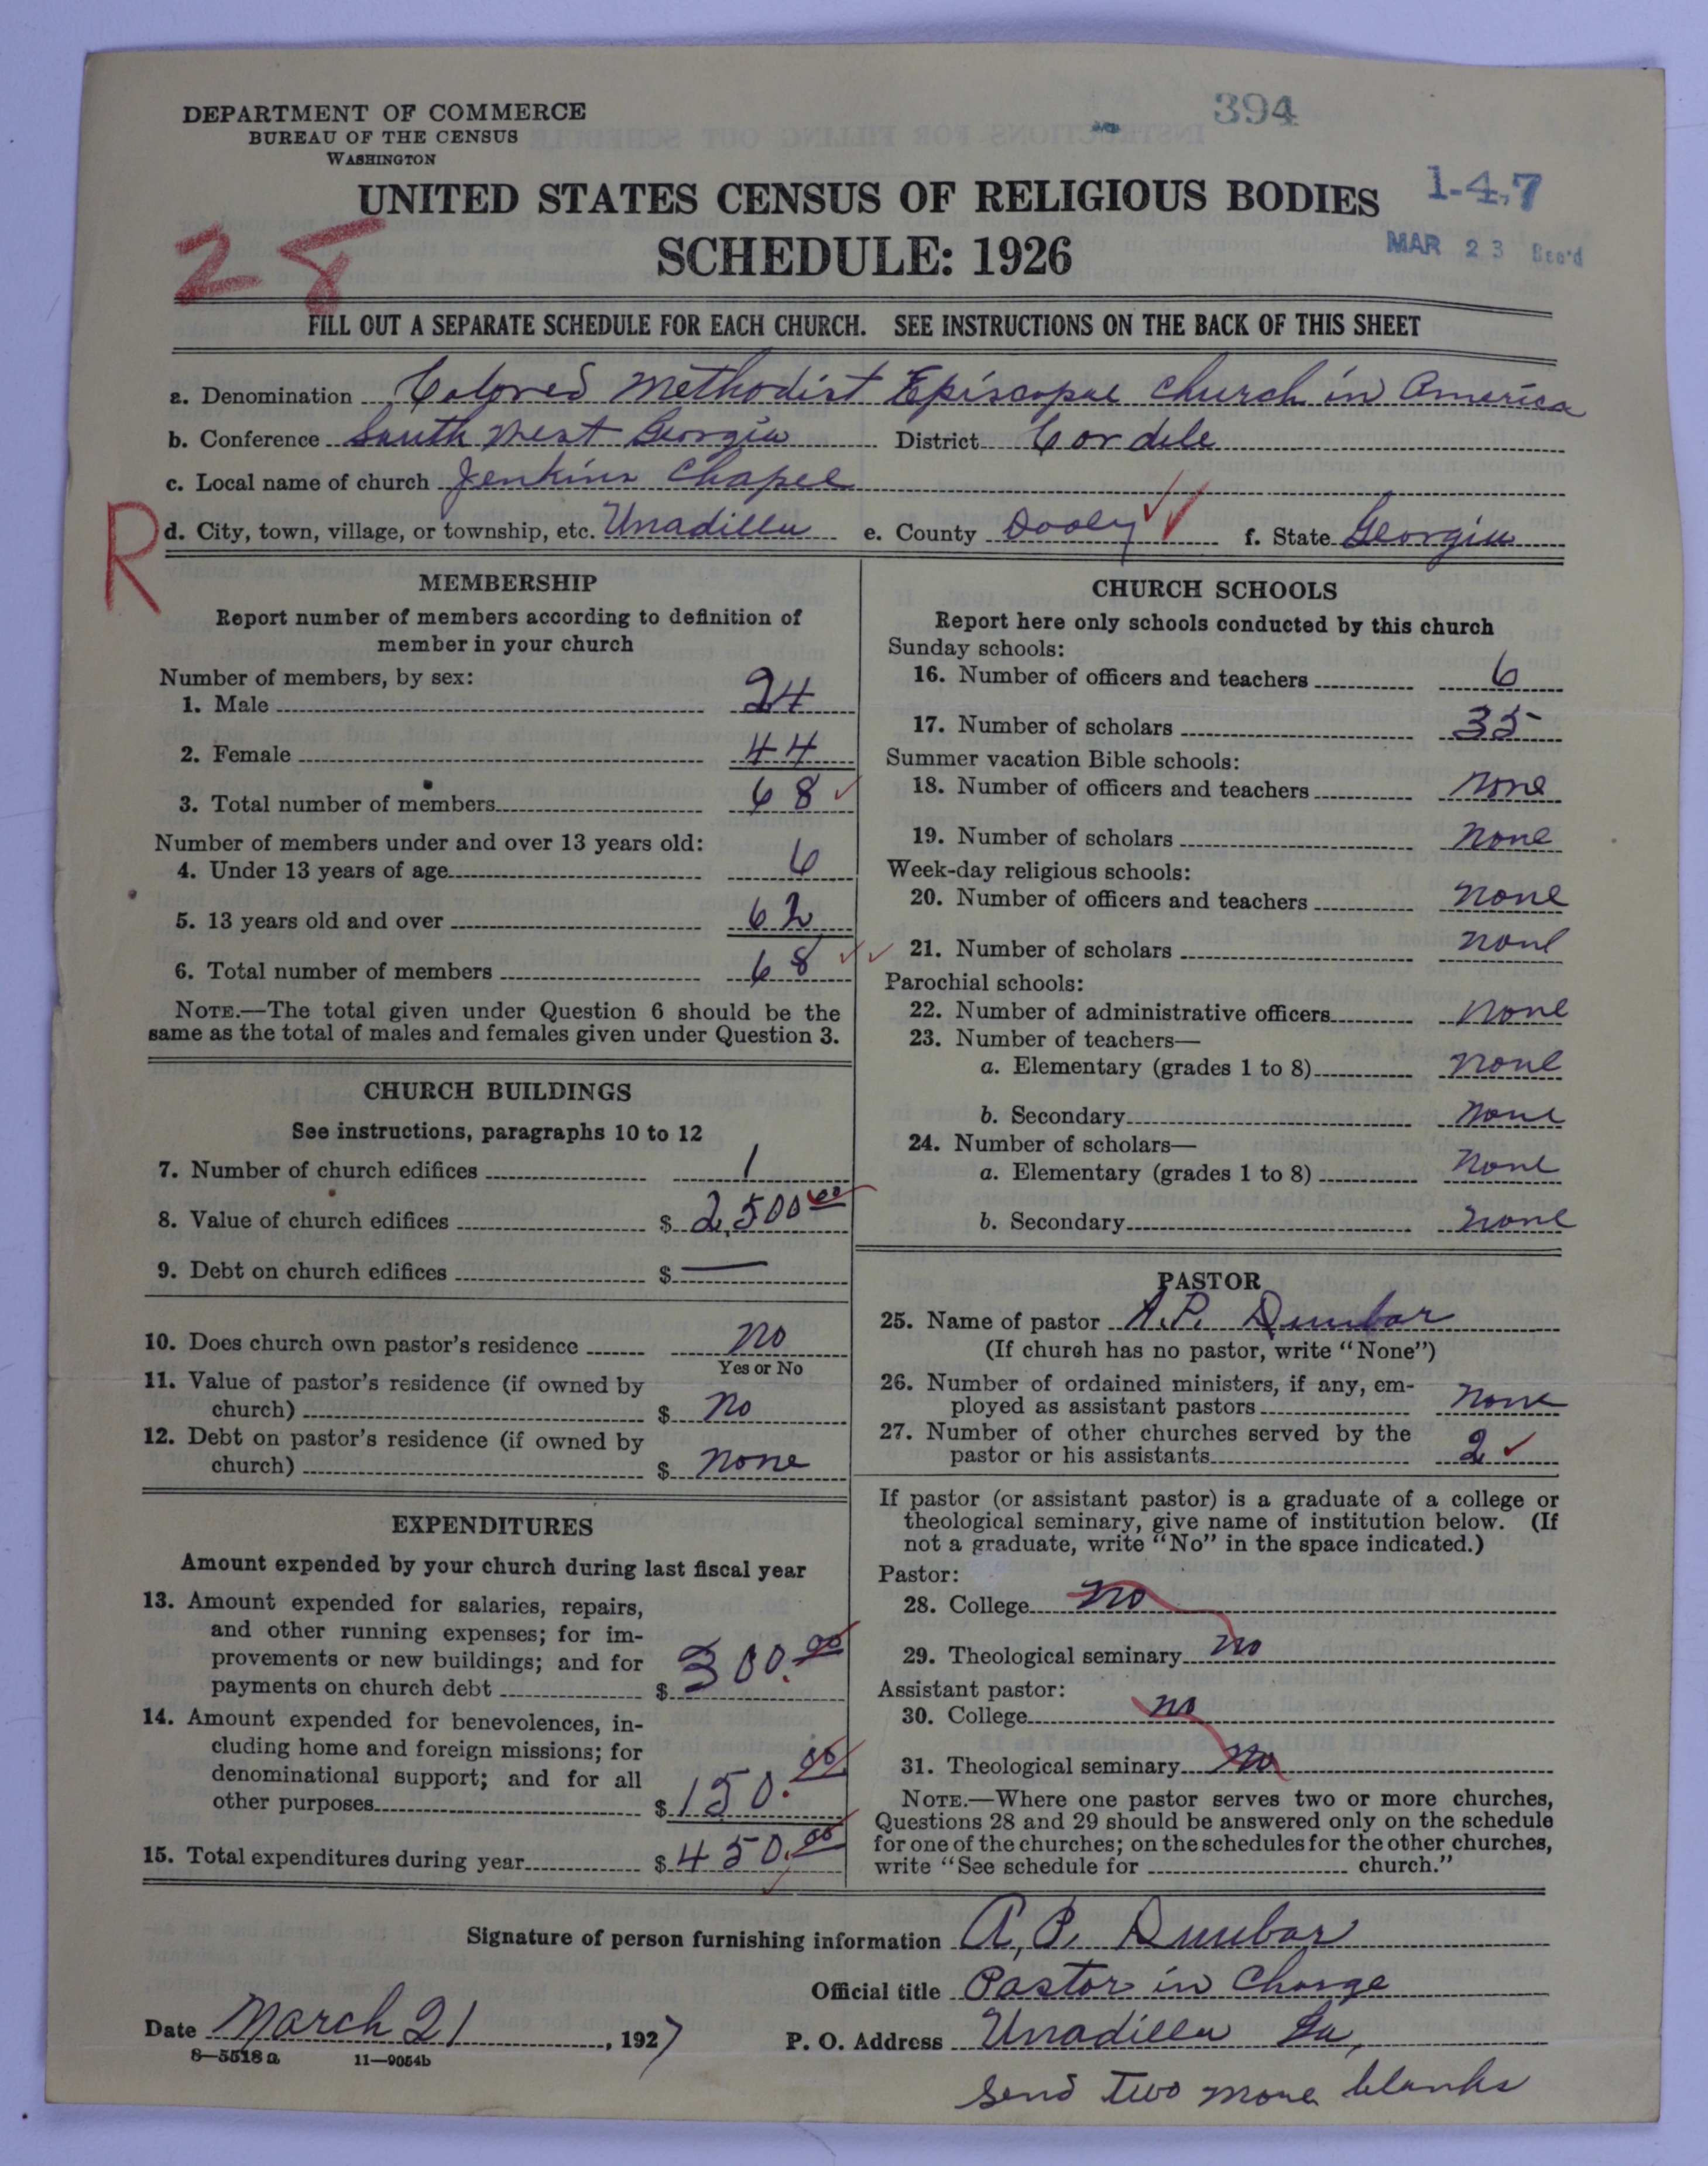 DEPARTMENT OF COMMERCE
BUREAU OF THE CENSUS
WASHINGTON
394
UNITED STATES CENSUS OF RELIGIOUS BODIES
1-4-7
SCHEDULE: 1926
MAR 23 Rec'd
28
FILL OUT A SEPARATE SCHEDULE FOR EACH CHURCH. SEE INSTRUCTIONS ON THE BACK OF THIS SHEET
a. Denomination Colored Methodist Episcopal Church in America
b. Conference South West Georgia District Cordele
c. Local name of church Jenkins Chapel
R
d. City, town, village, or township, etc. Unadilla e. County Dooly f. State Georgia
MEMBERSHIP
Report number of members according to definition of
member in your church
Number of members, by sex:
1. Male 24
2. Female 44
3. Total number of members 68
Number of members under and over 13 years old:
4. Under 13 years of age 6
5. 13 years old and over 62
6. Total number of members 68
NOTE.—The total given under Question 6 should be the
same as the total of males and females given under Question 3.
CHURCH BUILDINGS
See instructions, paragraphs 10 to 12
7. Number of church edifices 1
8. Value of church edifices $ 2,500 00
9. Debt on church edifices $ —
10. Does church own pastor's residence no
Yes or No
11. Value of pastor's residence (if owned by
church) $ no
12. Debt on pastor's residence (if owned by
church) $ none
EXPENDITURES
Amount expended by your church during last fiscal year
13. Amount expended for salaries, repairs,
and other running expenses; for im-
provements or new buildings; and for
payments on church debt $ 300.00
14. Amount expended for benevolences, in-
cluding home and foreign missions; for
denominational support; and for all
other purposes $ 150.00
15. Total expenditures during year $ 450.00
CHURCH SCHOOLS
Report here only schools conducted by this church
Sunday schools:
16. Number of officers and teachers 6
17. Number of scholars 35
Summer vacation Bible schools:
18. Number of officers and teachers none
19. Number of scholars none
Week-day religious schools:
20. Number of officers and teachers none
21. Number of scholars none
Parochial schools:
22. Number of administrative officers none
23. Number of teachers—
a. Elementary (grades 1 to 8) none
b. Secondary none
24. Number of scholars—
a. Elementary (grades 1 to 8) none
b. Secondary none
PASTOR
25. Name of pastor A. P. Dunbar
(If church has no pastor, write "None")
26. Number of ordained ministers, if any, em-
ployed as assistant pastors none
27. Number of other churches served by the
pastor or his assistants 2
If pastor (or assistant pastor) is a graduate of a college or
theological seminary, give name of institution below. (If
not a graduate, write "No" in the space indicated.)
Pastor:
28. College no
29. Theological seminary no
Assistant pastor:
30. College no
31. Theological seminary no
NOTE.—Where one pastor serves two or more churches,
Questions 28 and 29 should be answered only on the schedule
for one of the churches; on the schedules for the other churches,
write "See schedule for church."
Signature of person furnishing information A. P. Dunbar
Official title Pastor in Charge
Date March 21, 1927
P. O. Address Unadilla Ga,
8-5518a 11-9054b
send two more blanks